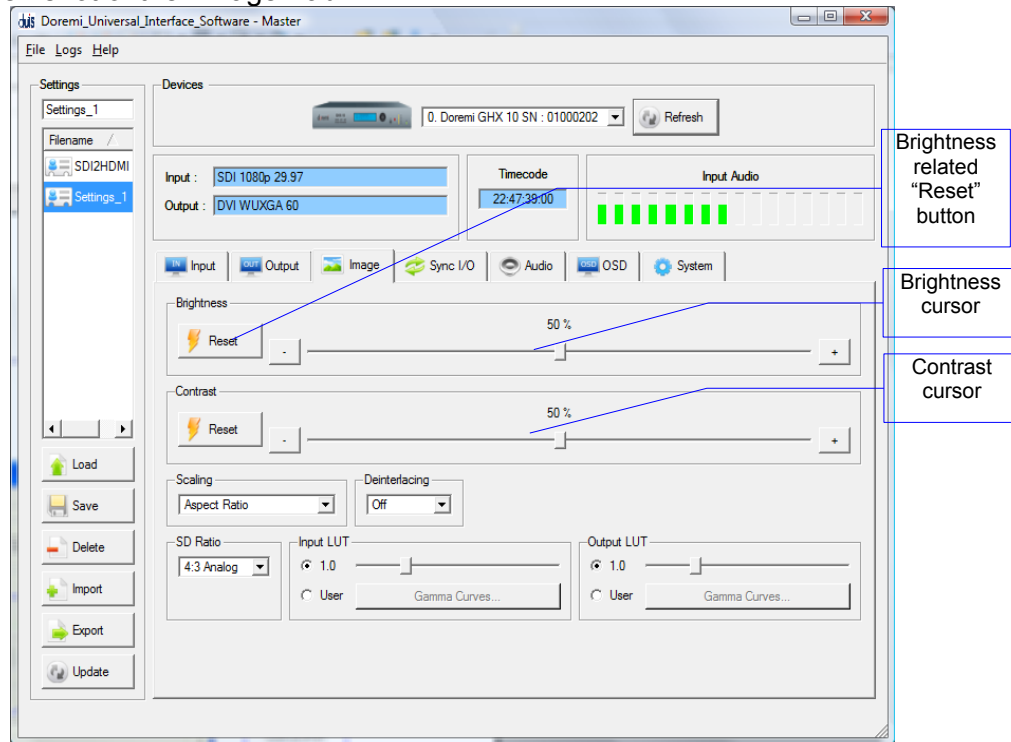 duis Doremi_Universal_Interface_Software - Master
File Logs Help
Settings
Settings_1
Filename
SDI2HDMI
Settings_1
Load
Save
Delete
Import
Export
Update
Devices
0. Doremi GHX 10 SN : 01000202
Refresh
Input : SDI 1080p 29.97
Output : DVI WUXGA 60
Timecode
22:47:39:00
Input Audio
IN Input OUT Output Image Sync I/O Audio OSD OSD System
Brightness
Reset
50 %
- +
Contrast
Reset
50 %
- +
Scaling
Aspect Ratio
Deinterlacing
Off
SD Ratio
4:3 Analog
Input LUT
1.0
User Gamma Curves...
Output LUT
1.0
User Gamma Curves...
Brightness
related
“Reset”
button
Brightness
cursor
Contrast
cursor